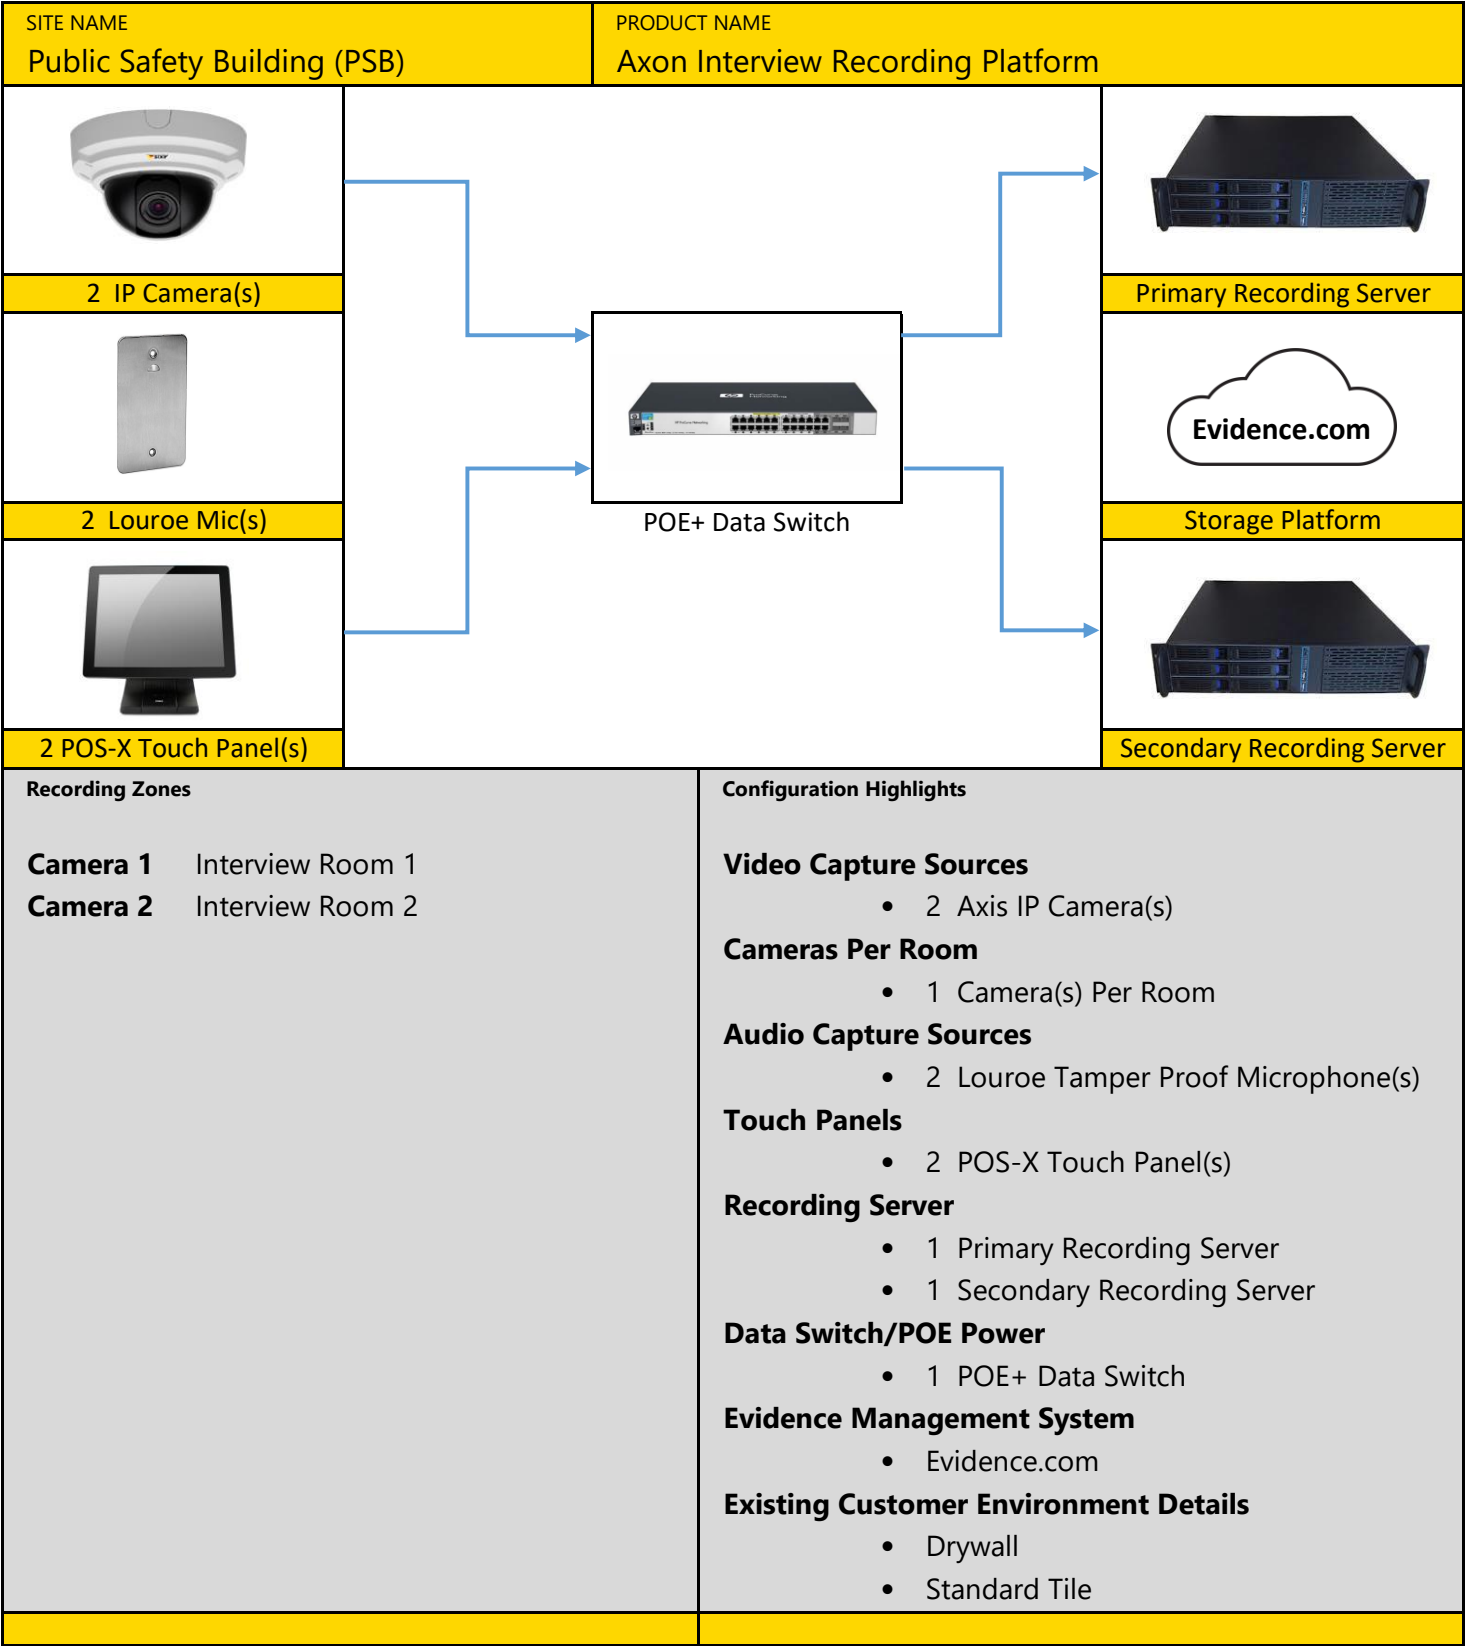 SITE NAME
Public Safety Building (PSB)
PRODUCT NAME
Axon Interview Recording Platform
2 IP Camera(s)
Primary Recording Server
Evidence.com
2 Louroe Mic(s)
POE+ Data Switch
Storage Platform
2 POS-X Touch Panel(s)
Secondary Recording Server
Recording Zones
Camera 1 Interview Room 1
Camera 2 Interview Room 2
Configuration Highlights
Video Capture Sources
• 2 Axis IP Camera(s)
Cameras Per Room
• 1 Camera(s) Per Room
Audio Capture Sources
• 2 Louroe Tamper Proof Microphone(s)
Touch Panels
• 2 POS-X Touch Panel(s)
Recording Server
• 1 Primary Recording Server
• 1 Secondary Recording Server
Data Switch/POE Power
• 1 POE+ Data Switch
Evidence Management System
• Evidence.com
Existing Customer Environment Details
• Drywall
• Standard Tile